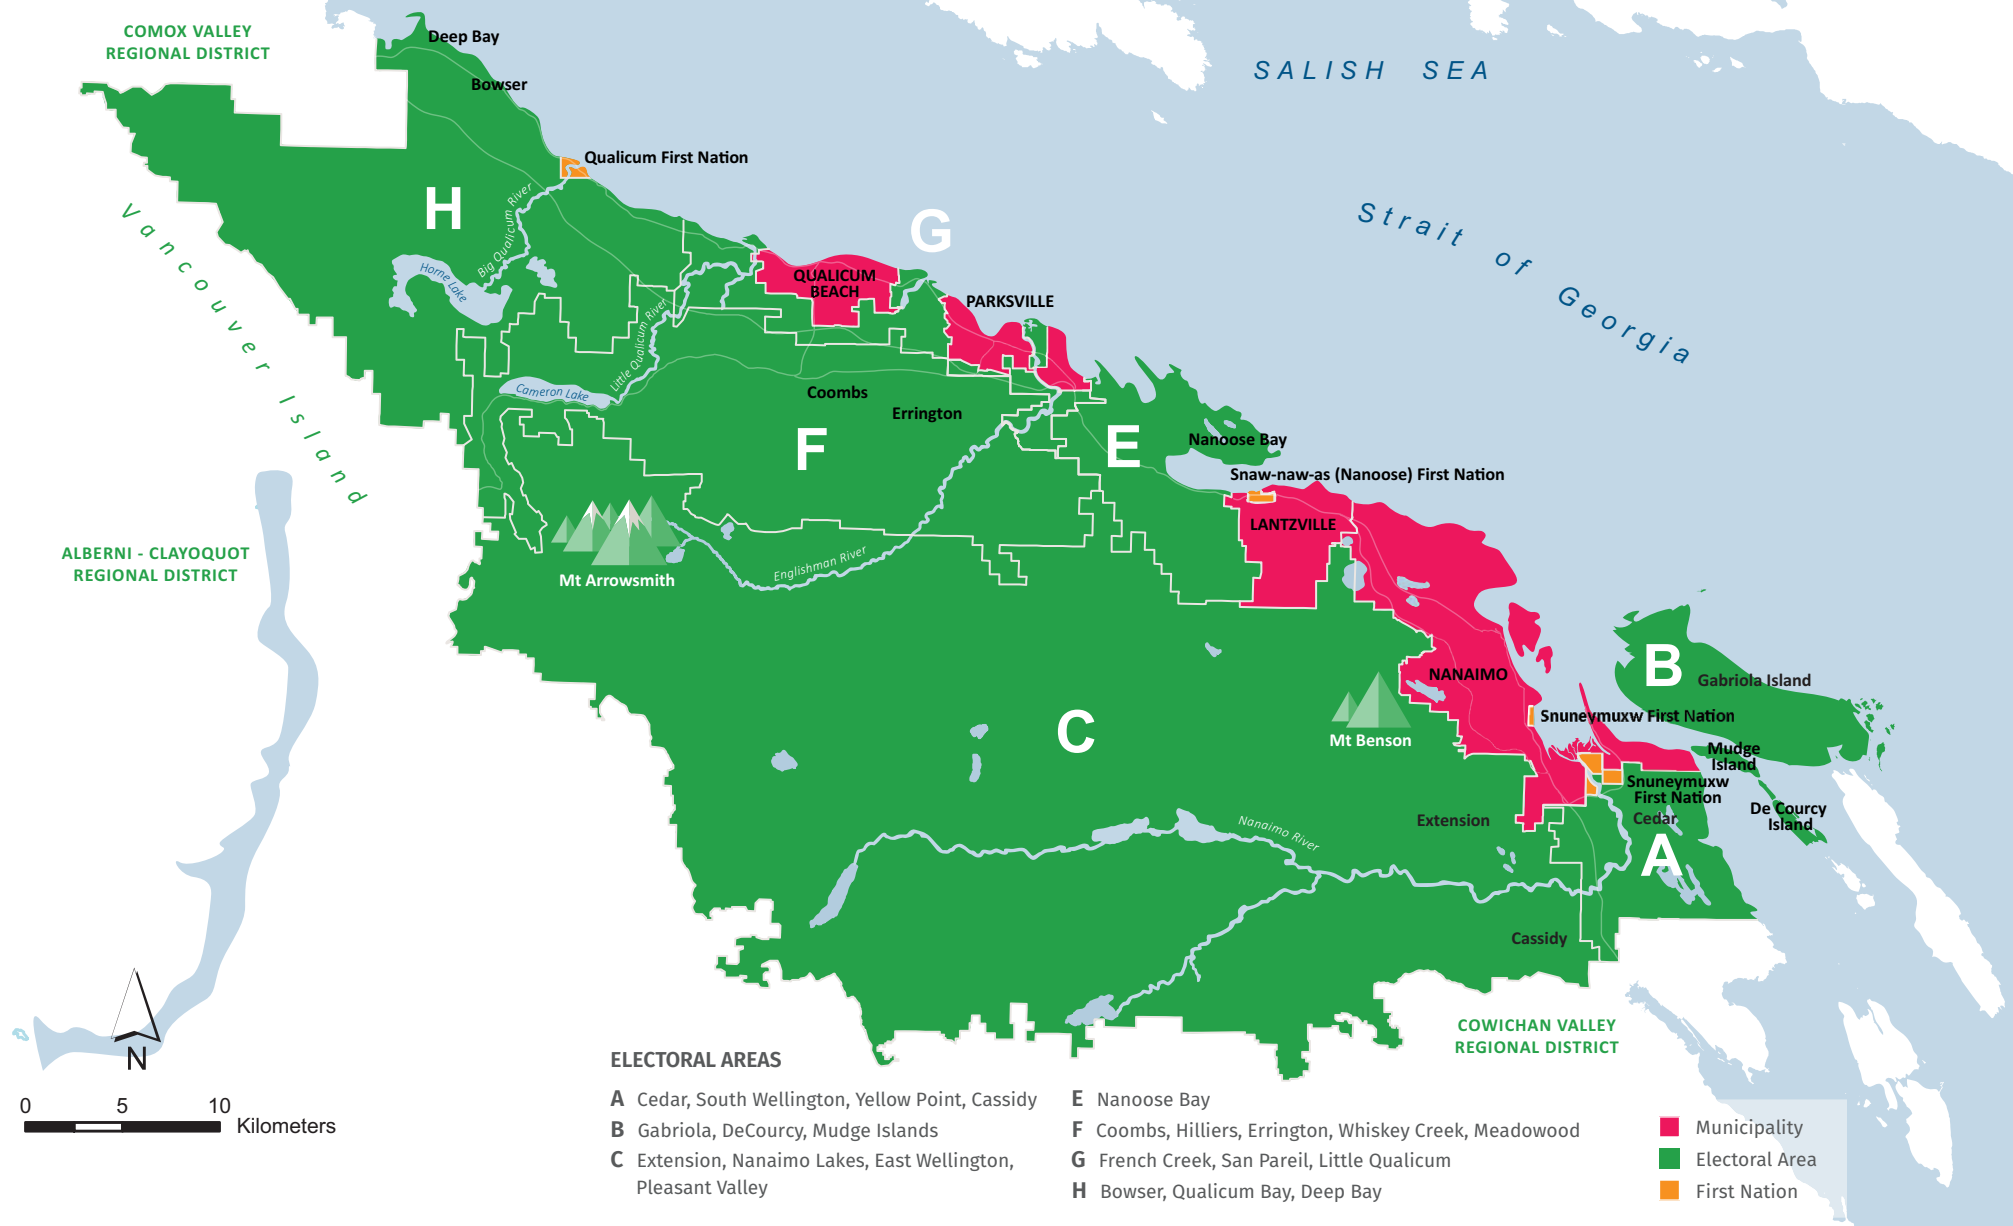 COMOX VALLEY
REGIONAL DISTRICT
Deep Bay
Bowser
SALISH SEA
Qualicum First Nation
H
G
Strait of Georgia
Vancouver Island
Big Qualicum River
Horne Lake
QUALICUM
BEACH
PARKSVILLE
Little Qualicum River
Cameron Lake
Coombs
Errington
F
E
Nanoose Bay
Snaw-naw-as (Nanoose) First Nation
LANTZVILLE
ALBERNI - CLAYOQUOT
REGIONAL DISTRICT
Mt Arrowsmith
Englishman River
B
Gabriola Island
NANAIMO
Snuneymuxw First Nation
C
Mt Benson
Mudge
Island
Snuneymuxw
First Nation
De Courcy
Island
Extension
Cedar
Nanaimo River
A
Cassidy
COWICHAN VALLEY
REGIONAL DISTRICT
N
0 5 10
Kilometers
ELECTORAL AREAS
A Cedar, South Wellington, Yellow Point, Cassidy
B Gabriola, DeCourcy, Mudge Islands
C Extension, Nanaimo Lakes, East Wellington,
Pleasant Valley
E Nanoose Bay
F Coombs, Hilliers, Errington, Whiskey Creek, Meadowood
G French Creek, San Pareil, Little Qualicum
H Bowser, Qualicum Bay, Deep Bay
Municipality
Electoral Area
First Nation